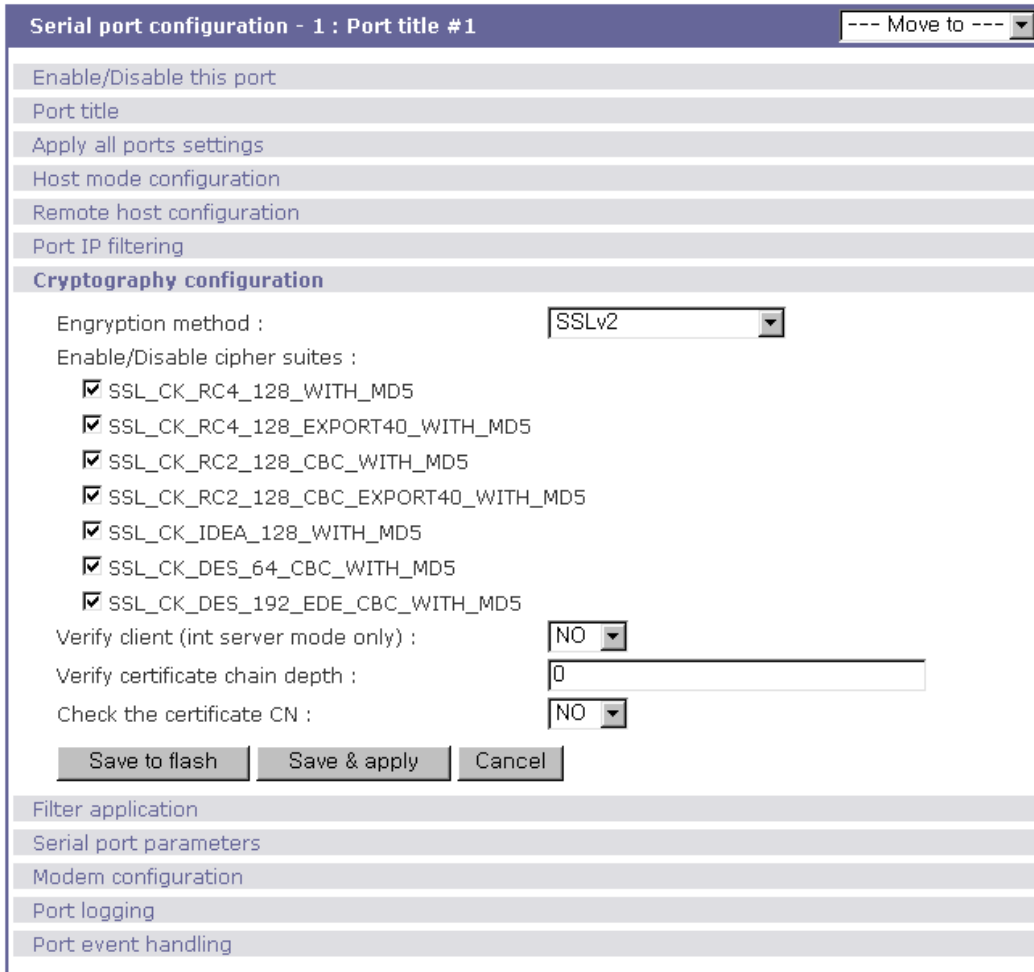 Serial port configuration - 1 : Port title #1 --- Move to ---
Enable/Disable this port
Port title
Apply all ports settings
Host mode configuration
Remote host configuration
Port IP filtering
Cryptography configuration
Engryption method : SSLv2
Enable/Disable cipher suites :
SSL_CK_RC4_128_WITH_MD5
SSL_CK_RC4_128_EXPORT40_WITH_MD5
SSL_CK_RC2_128_CBC_WITH_MD5
SSL_CK_RC2_128_CBC_EXPORT40_WITH_MD5
SSL_CK_IDEA_128_WITH_MD5
SSL_CK_DES_64_CBC_WITH_MD5
SSL_CK_DES_192_EDE_CBC_WITH_MD5
Verify client (int server mode only) : NO
Verify certificate chain depth : 0
Check the certificate CN : NO
Save to flash Save & apply Cancel
Filter application
Serial port parameters
Modem configuration
Port logging
Port event handling